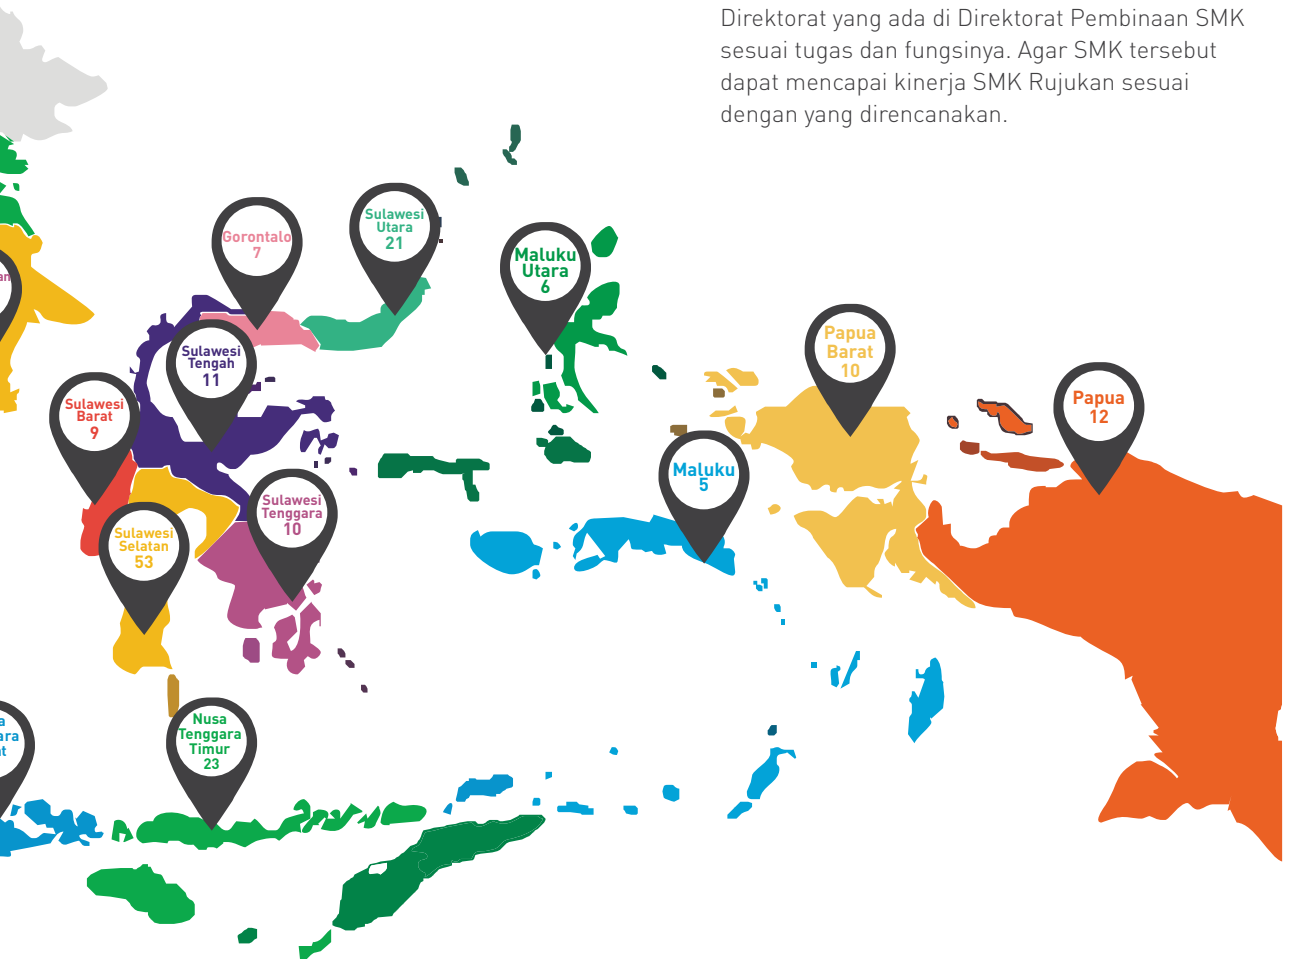 Direktorat yang ada di Direktorat Pembinaan SMK
sesuai tugas dan fungsinya. Agar SMK tersebut
dapat mencapai kinerja SMK Rujukan sesuai
dengan yang direncanakan.
Sulawesi
Utara
21
Gorontalo
7
Maluku
Utara
6
Papua
Barat
10
Sulawesi
Tengah
11
Papua
12
Sulawesi
Barat
9
Maluku
5
Sulawesi
Tenggara
10
Sulawesi
Selatan
53
Nusa
Tenggara
Timur
23